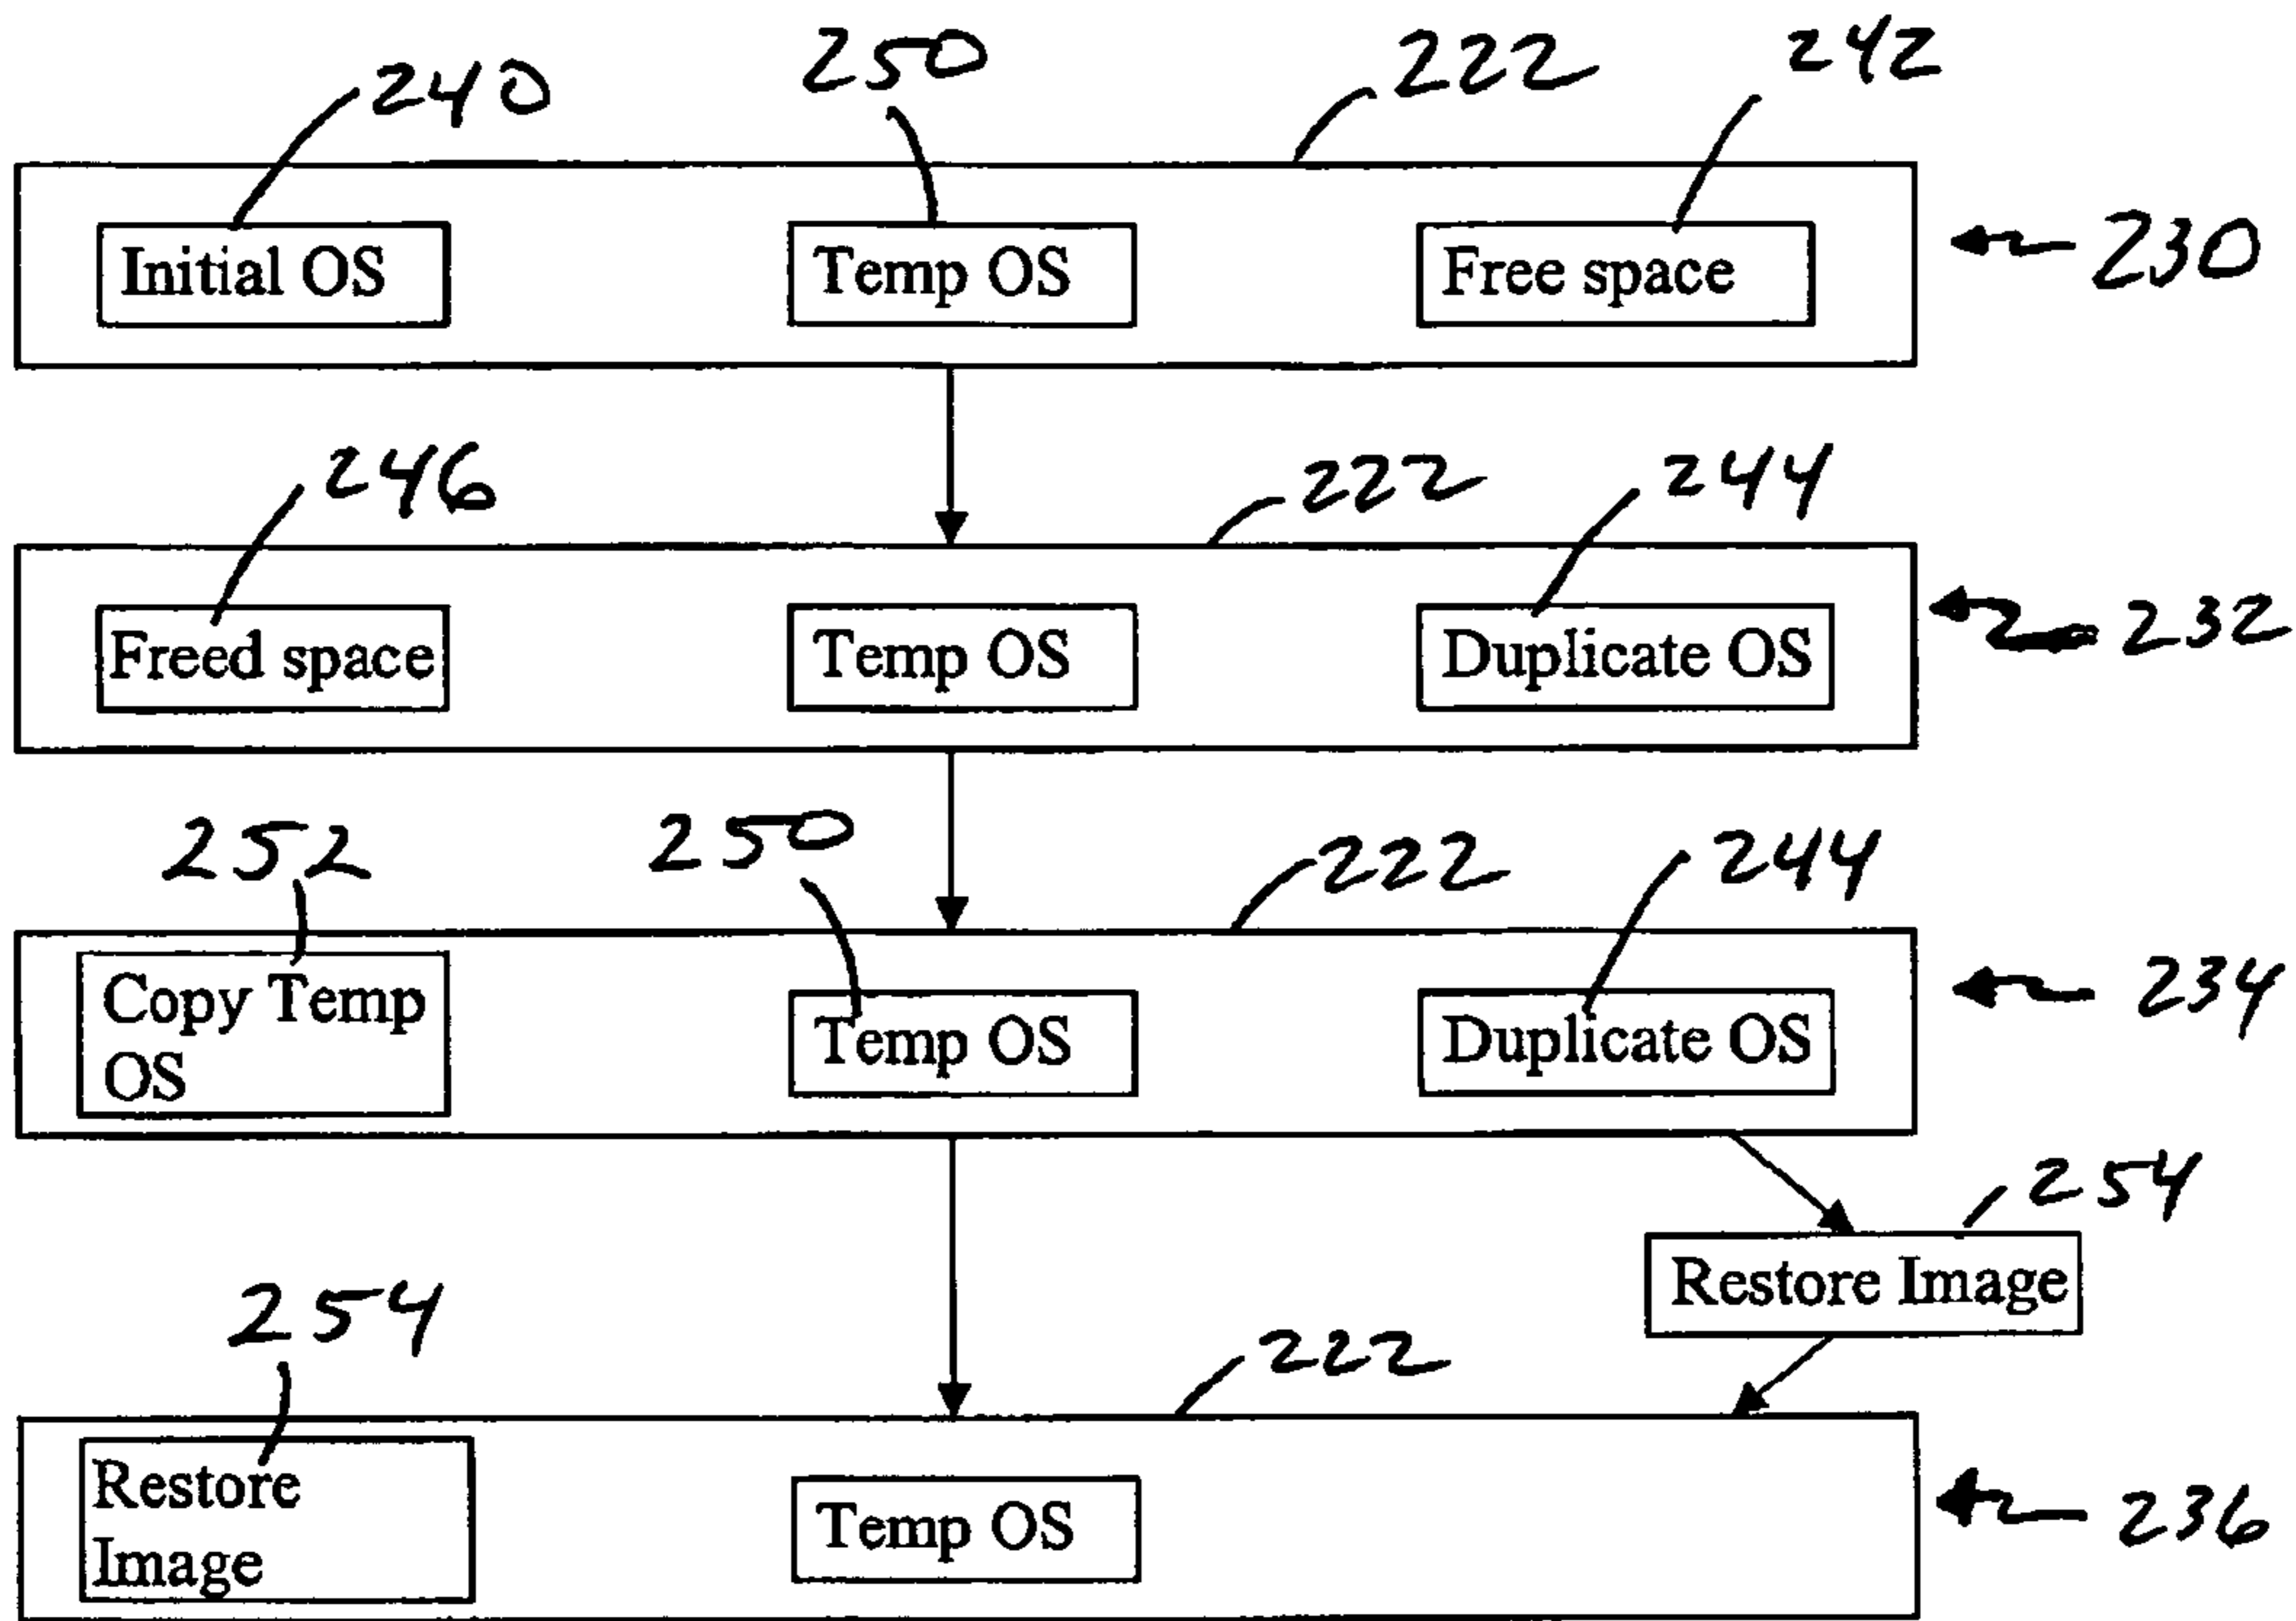 240
250
222
242
Initial OS
Temp OS
Free space
230
246
222
244
Freed space
Temp OS
Duplicate OS
232
252
250
222
244
Copy Temp
OS
Temp OS
Duplicate OS
234
254
Restore Image
254
222
Restore
Image
Temp OS
236